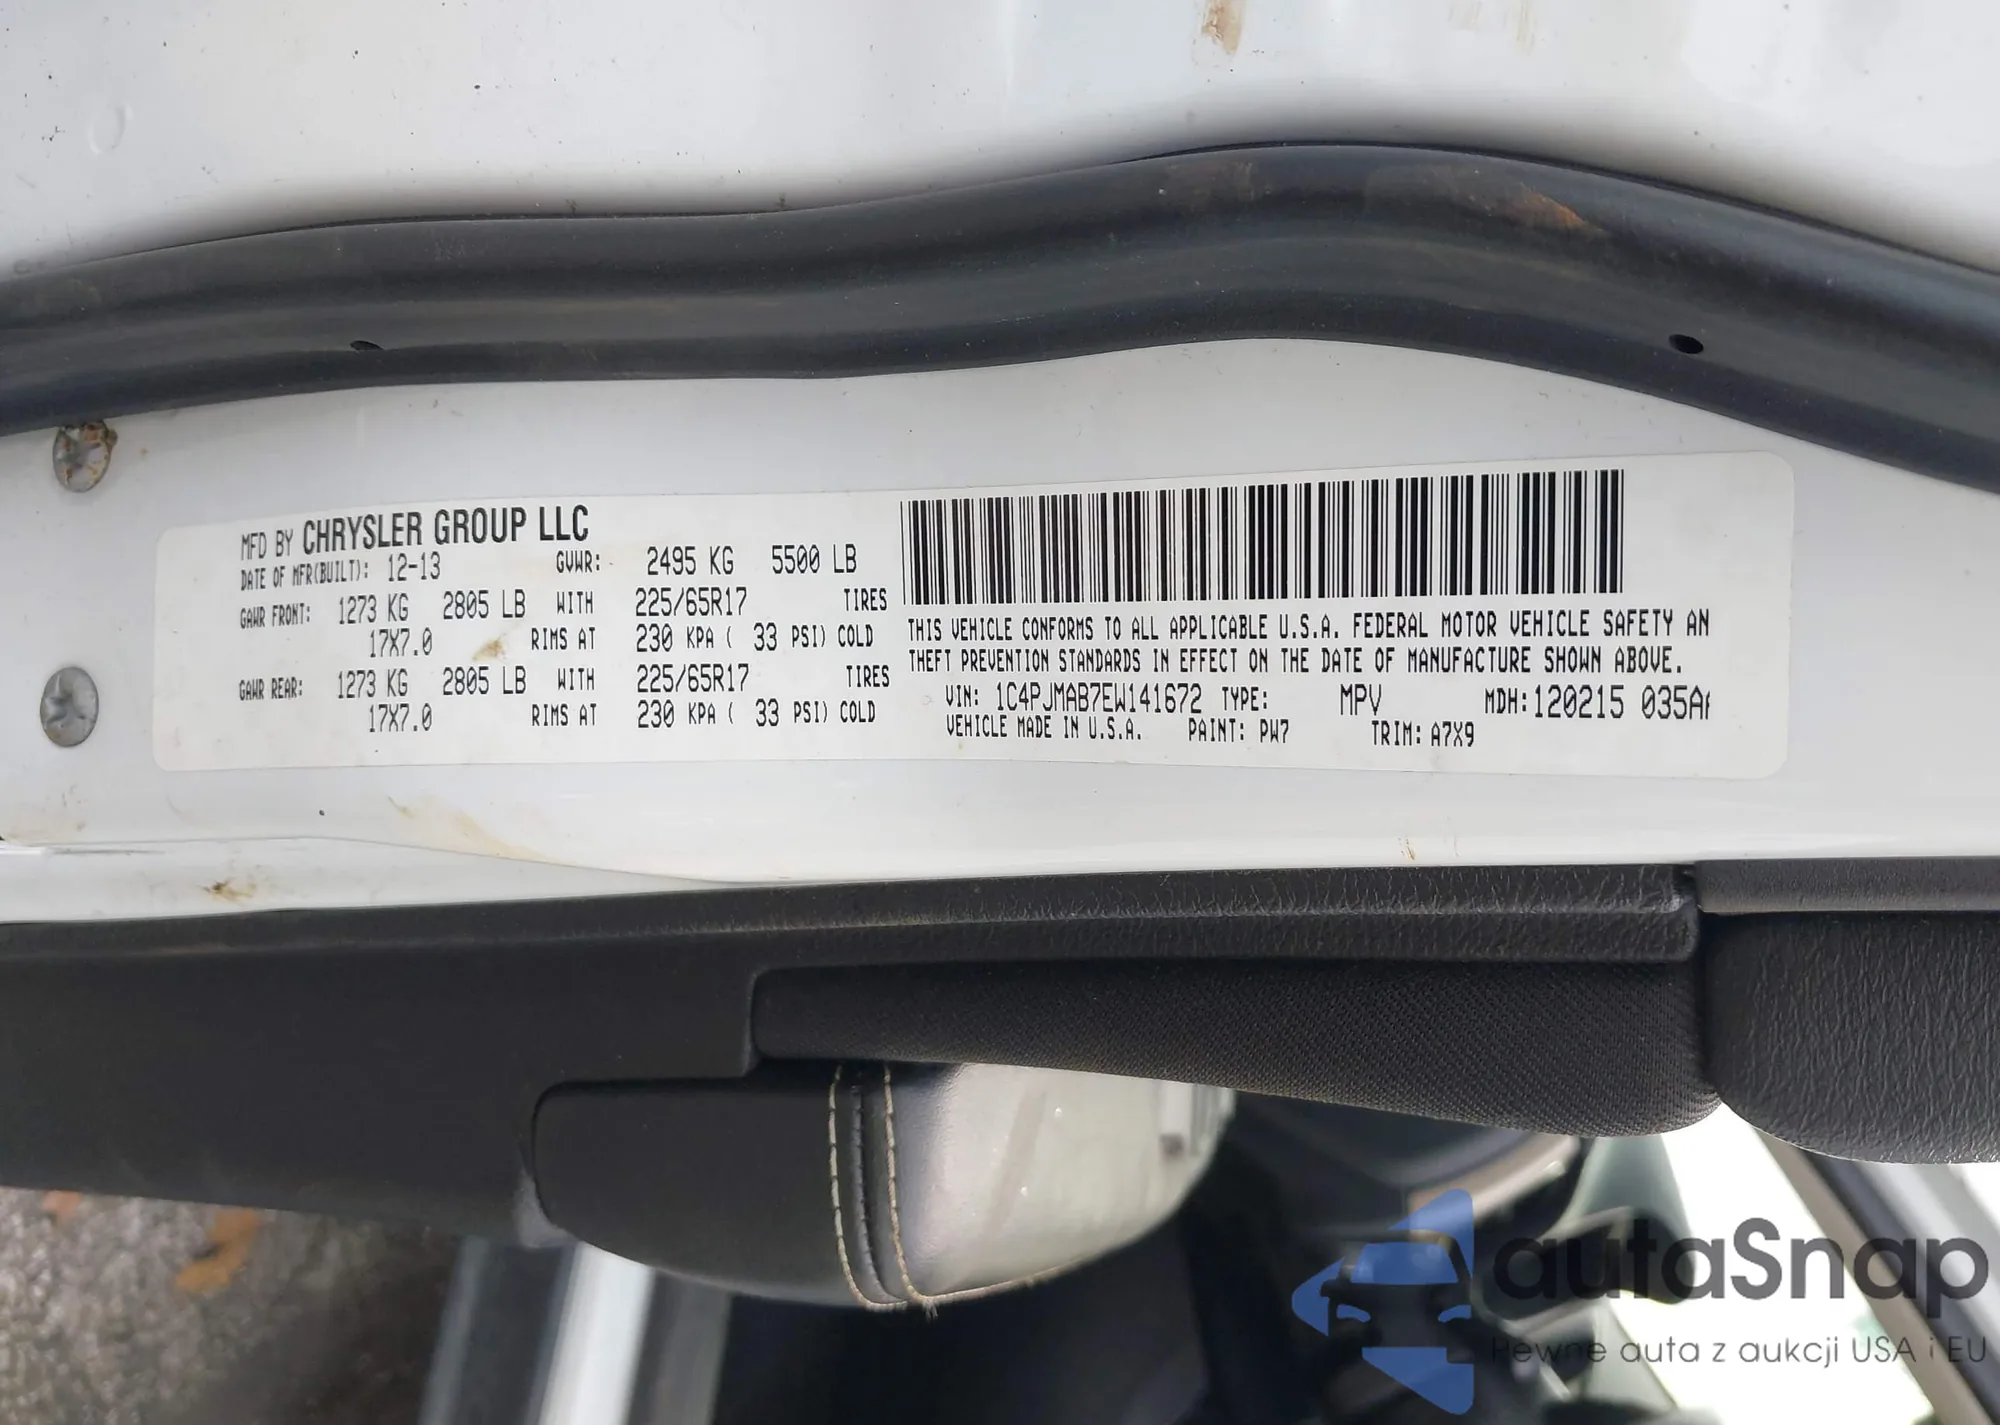 MFD BY CHRYSLER GROUP LLC
DATE OF MFR(BUILT): 12-13 GVWR: 2495 KG 5500 LB
GAWR FRONT: 1273 KG 2805 LB WITH 225/65R17 TIRES
17X7.0 RIMS AT 230 KPA ( 33 PSI) COLD
GAWR REAR: 1273 KG 2805 LB WITH 225/65R17 TIRES
17X7.0 RIMS AT 230 KPA ( 33 PSI) COLD
THIS VEHICLE CONFORMS TO ALL APPLICABLE U.S.A. FEDERAL MOTOR VEHICLE SAFETY AN
THEFT PREVENTION STANDARDS IN EFFECT ON THE DATE OF MANUFACTURE SHOWN ABOVE.
VIN: 1C4PJMAB7EW141672 TYPE: MPV MDH: 120215 035A
VEHICLE MADE IN U.S.A. PAINT: PW7 TRIM: A7X9
autaSnap
Pewne auta z aukcji USA i EU